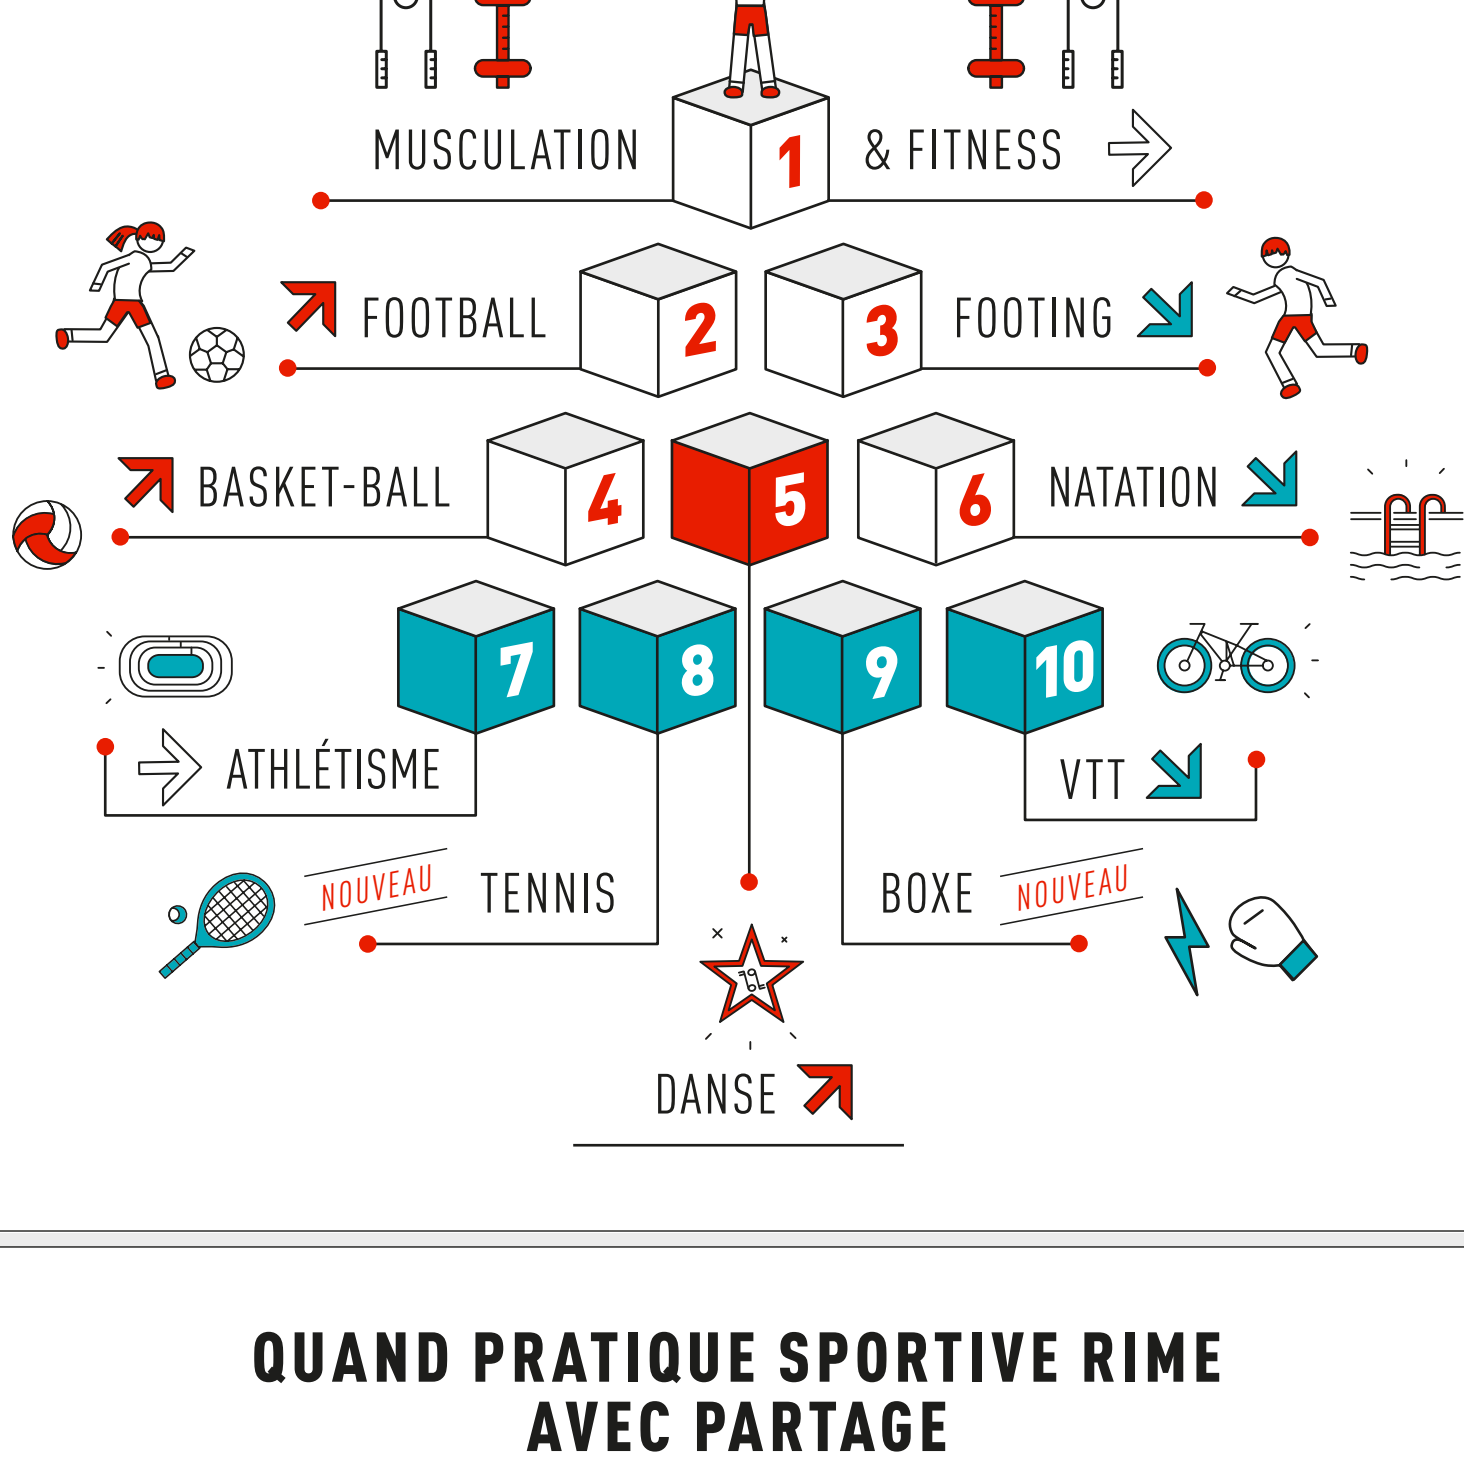 MUSCULATION 1 & FITNESS
FOOTBALL 2 3 FOOTING
BASKET-BALL 4 5 6 NATATION
7 8 9 10
ATHLÉTISME VTT
NOUVEAU TENNIS BOXE NOUVEAU
DANSE
QUAND PRATIQUE SPORTIVE RIME
AVEC PARTAGE